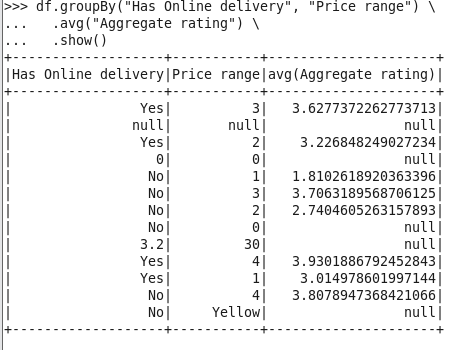 >>> df.groupBy("Has Online delivery", "Price range") \
...   .avg("Aggregate rating") \
...   .show()
+-------------------+-----------+---------------------+
|Has Online delivery|Price range|avg(Aggregate rating)|
+-------------------+-----------+---------------------+
|                Yes|          3|   3.6277372262773713|
|               null|       null|                 null|
|                Yes|          2|    3.226848249027234|
|                  0|          0|                 null|
|                 No|          1|   1.8102618920363396|
|                 No|          3|   3.7063189568706125|
|                 No|          2|   2.7404605263157893|
|                 No|          0|                 null|
|                3.2|         30|                 null|
|                Yes|          4|   3.9301886792452843|
|                Yes|          1|    3.014978601997144|
|                 No|          4|   3.8078947368421066|
|                 No|     Yellow|                 null|
+-------------------+-----------+---------------------+